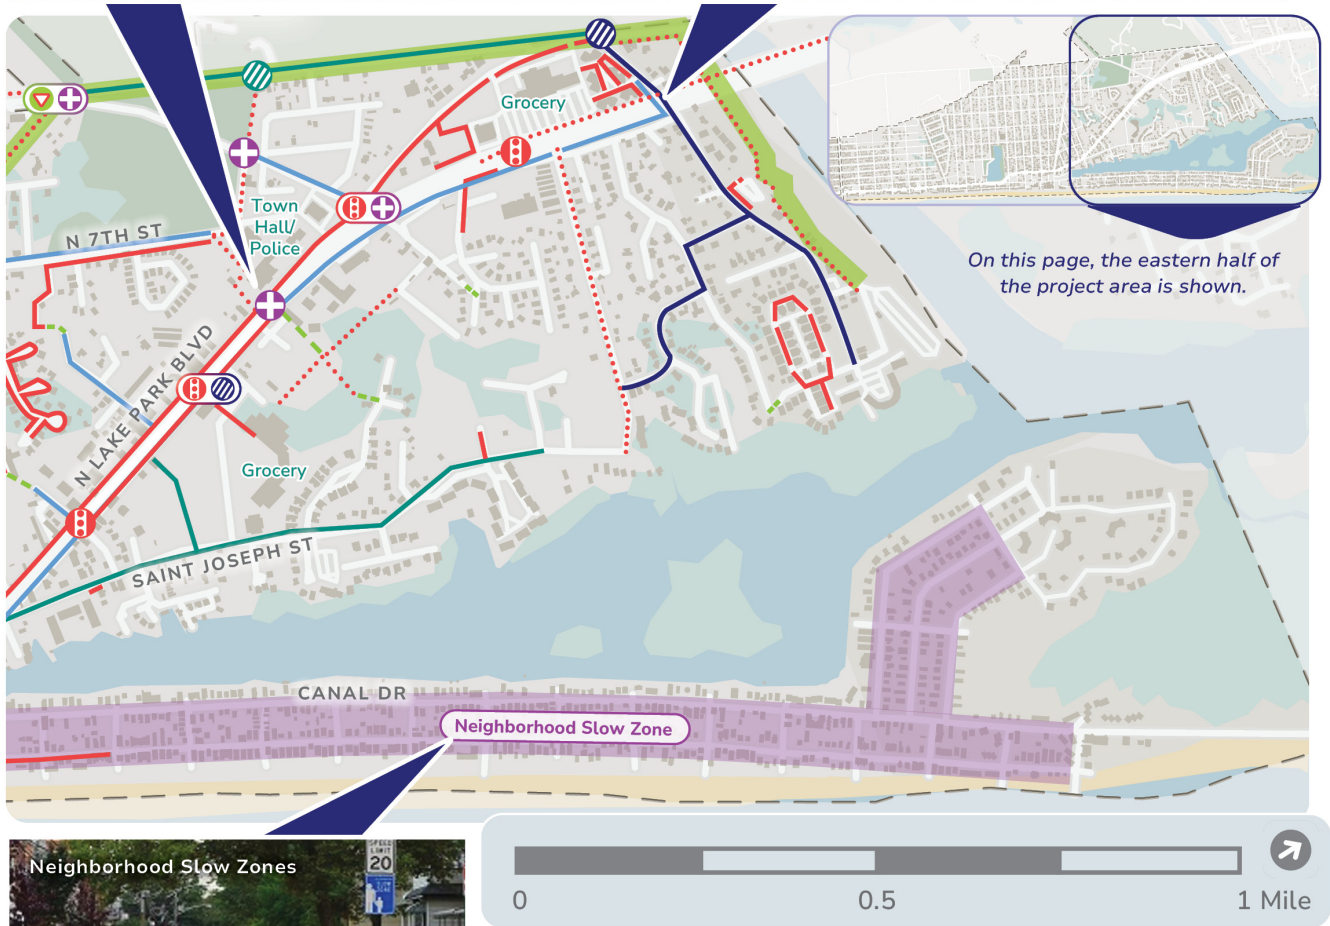 Grocery
Town
Hall/
Police
N 7TH ST
N LAKE PARK BLVD
Grocery
SAINT JOSEPH ST
On this page, the eastern half of
the project area is shown.
CANAL DR
Neighborhood Slow Zone
Neighborhood Slow Zones
SPEED
LIMIT
20
SLOW
ZONE
0
0.5
1 Mile